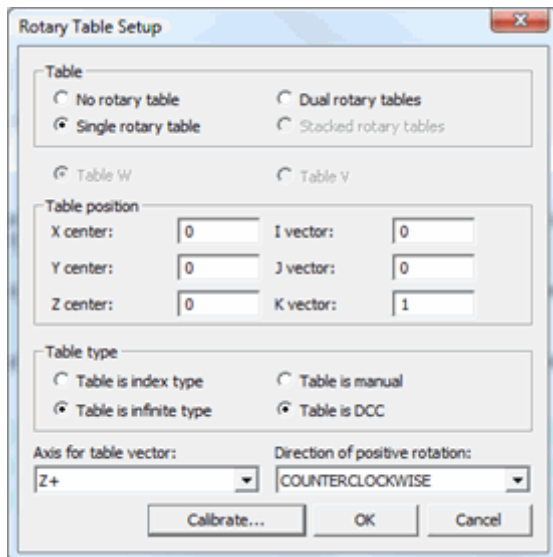 Rotary Table Setup
Table
No rotary table Dual rotary tables
Single rotary table Stacked rotary tables
Table W Table V
Table position
X center: 0 I vector: 0
Y center: 0 J vector: 0
Z center: 0 K vector: 1
Table type
Table is index type Table is manual
Table is infinite type Table is DCC
Axis for table vector: Direction of positive rotation:
Z+ COUNTERCLOCKWISE
Calibrate... OK Cancel